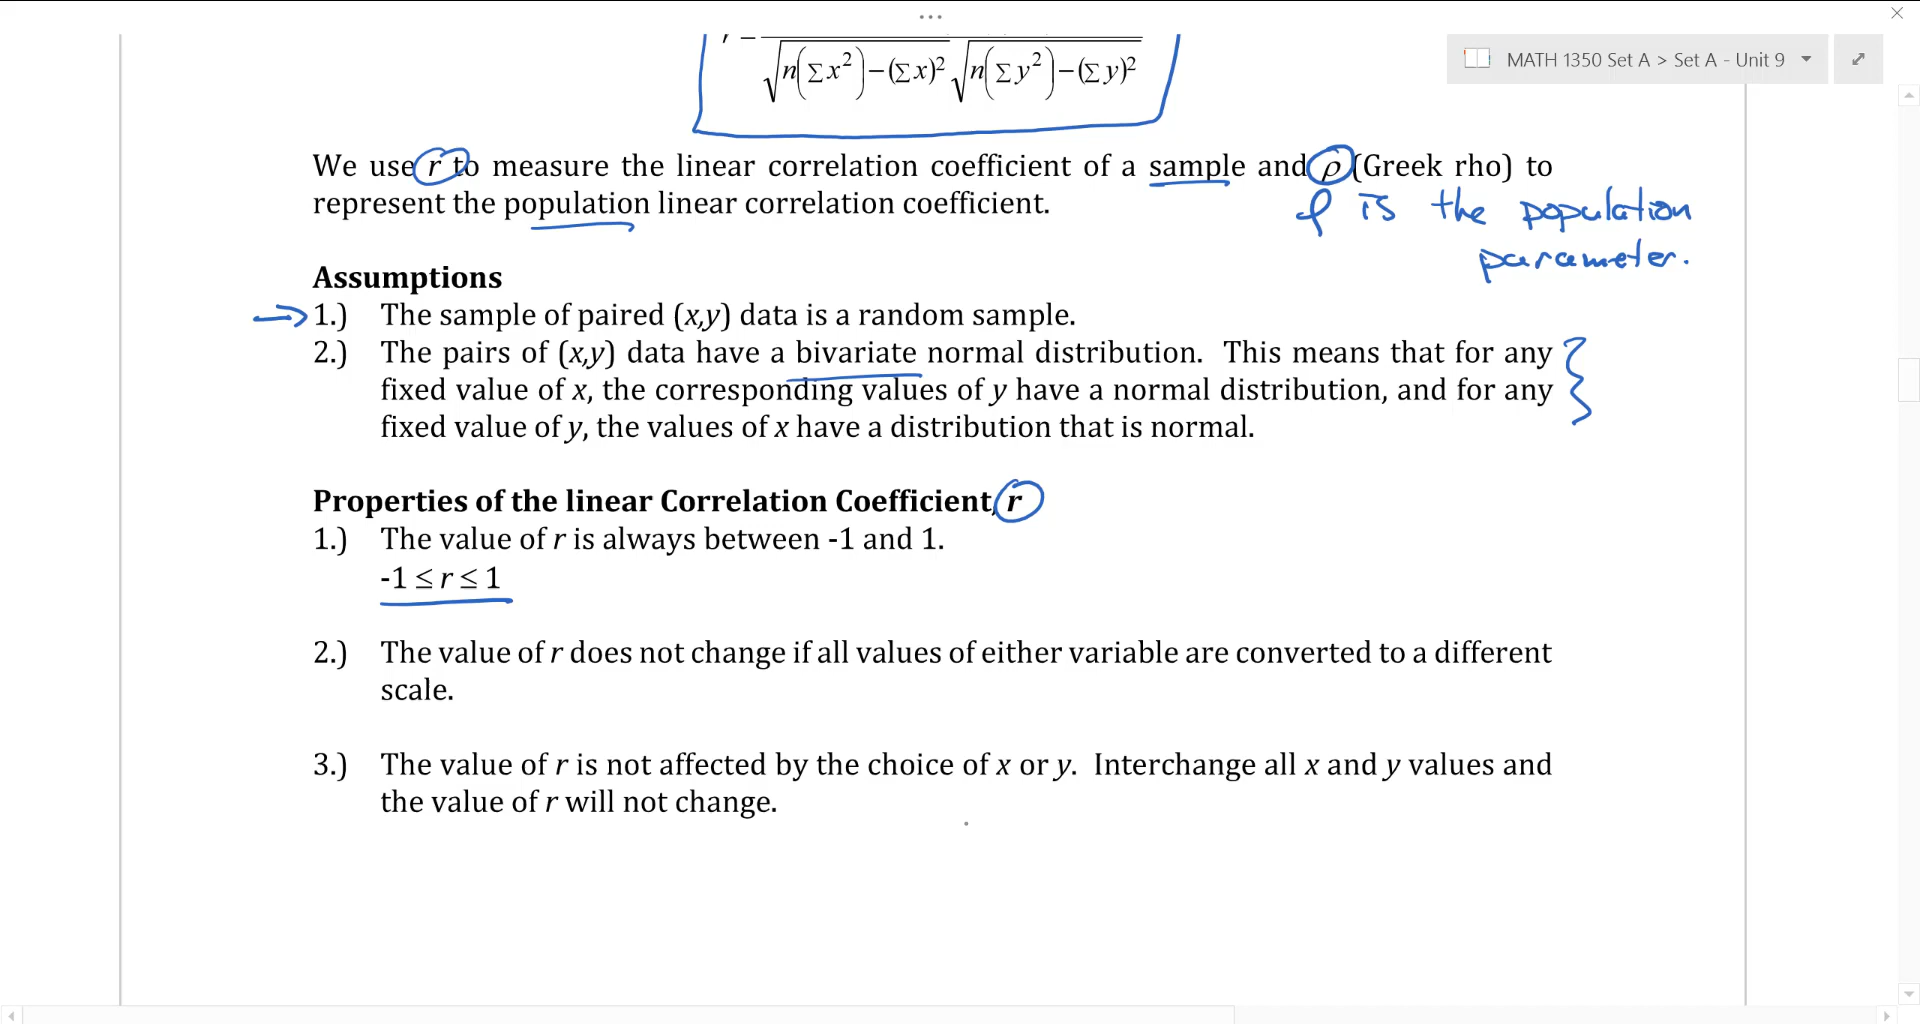 MATH 1350 Set A > Set A - Unit 9
√n(∑x²)−(∑x)² √n(∑y²)−(∑y)²
We use r to measure the linear correlation coefficient of a sample and ρ (Greek rho) to
represent the population linear correlation coefficient.
ρ is the population
parameter.
Assumptions
1.) The sample of paired (x,y) data is a random sample.
2.) The pairs of (x,y) data have a bivariate normal distribution. This means that for any
fixed value of x, the corresponding values of y have a normal distribution, and for any
fixed value of y, the values of x have a distribution that is normal.
Properties of the linear Correlation Coefficient, r
1.) The value of r is always between -1 and 1.
-1 ≤ r ≤ 1
2.) The value of r does not change if all values of either variable are converted to a different
scale.
3.) The value of r is not affected by the choice of x or y. Interchange all x and y values and
the value of r will not change.